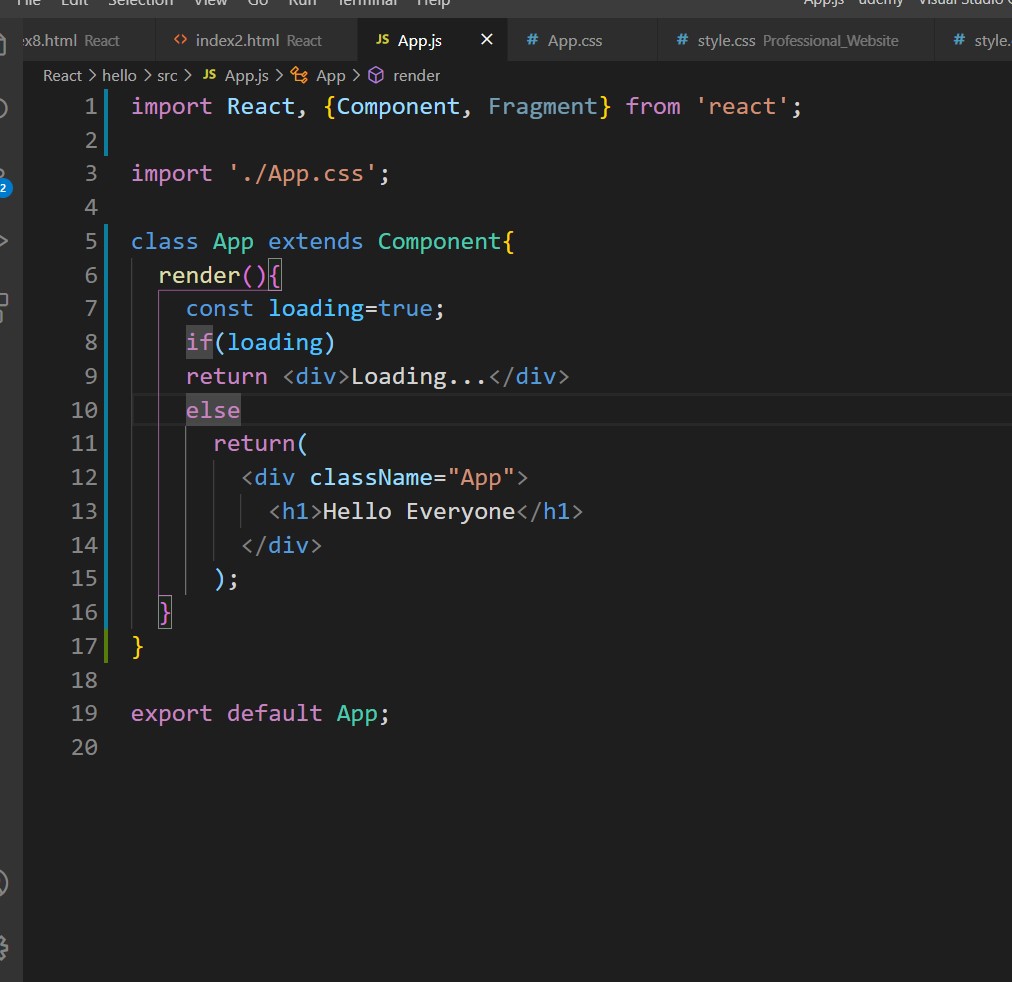 Edit Selection View Go Run Terminal Help App.js - udemy - Visual Studio
ex8.html React index2.html React JS App.js × # App.css # style.css Professional_Website # style.
React > hello > src > JS App.js > App > render
1 import React, {Component, Fragment} from 'react';
2
3 import './App.css';
4
5 class App extends Component{
6 render(){
7 const loading=true;
8 if(loading)
9 return <div>Loading...</div>
10 else
11 return(
12 <div className="App">
13 <h1>Hello Everyone</h1>
14 </div>
15 );
16 }
17 }
18
19 export default App;
20
2